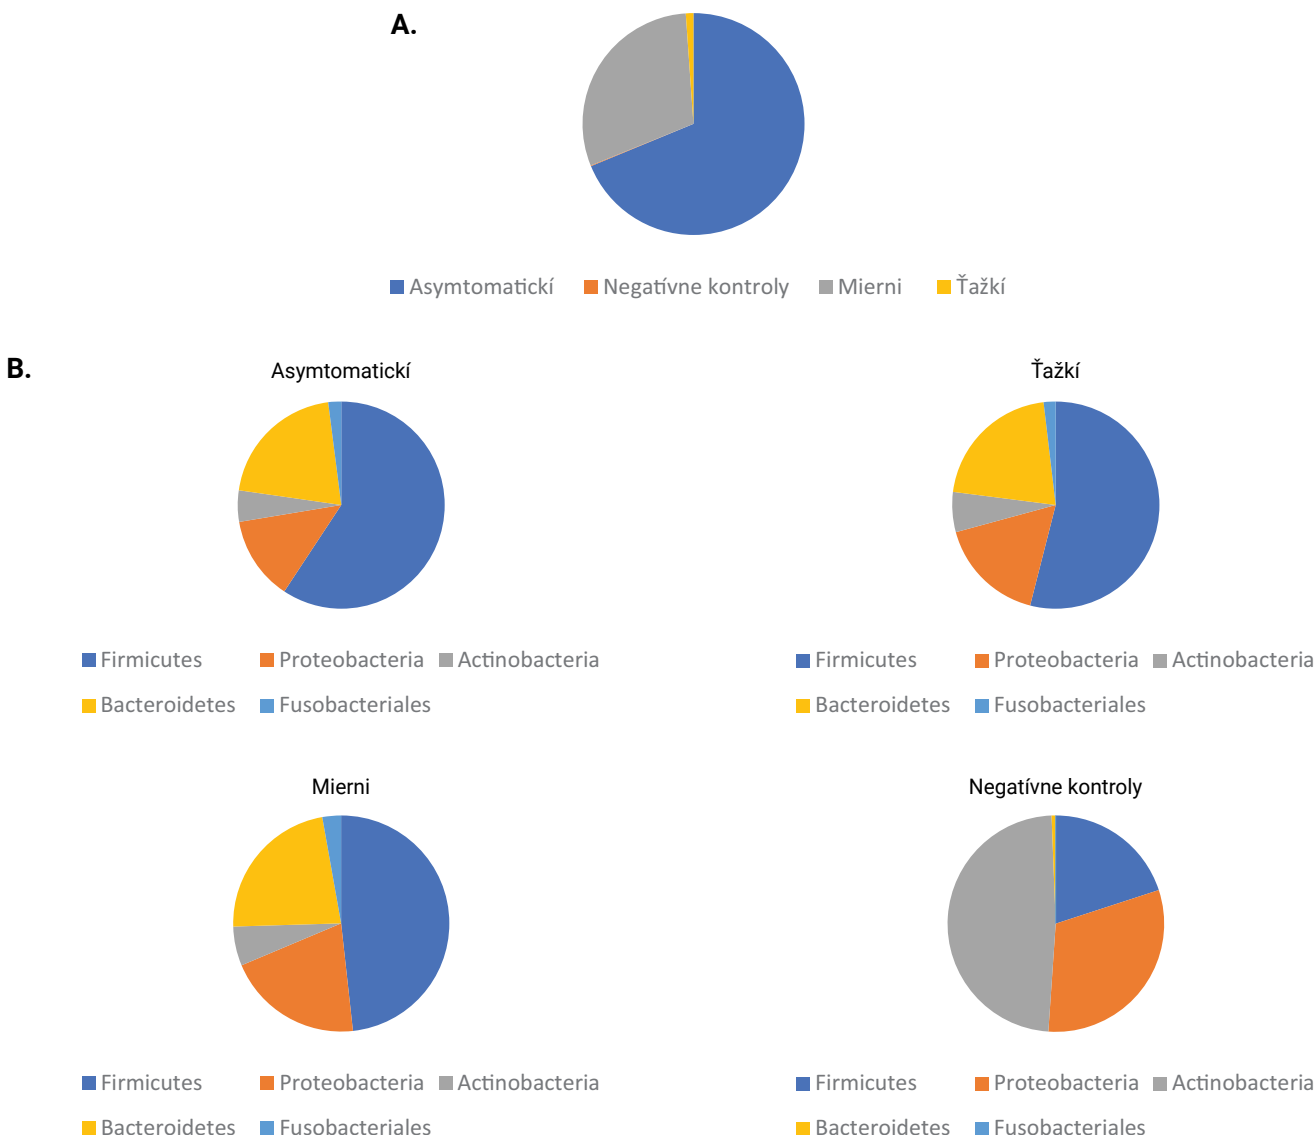 A.
Asymtomatickí Negatívne kontroly Mierni Ťažkí
B.
Asymtomatickí
Firmicutes Proteobacteria Actinobacteria
Bacteroidetes Fusobacteriales
Ťažkí
Firmicutes Proteobacteria Actinobacteria
Bacteroidetes Fusobacteriales
Mierni
Firmicutes Proteobacteria Actinobacteria
Bacteroidetes Fusobacteriales
Negatívne kontroly
Firmicutes Proteobacteria Actinobacteria
Bacteroidetes Fusobacteriales